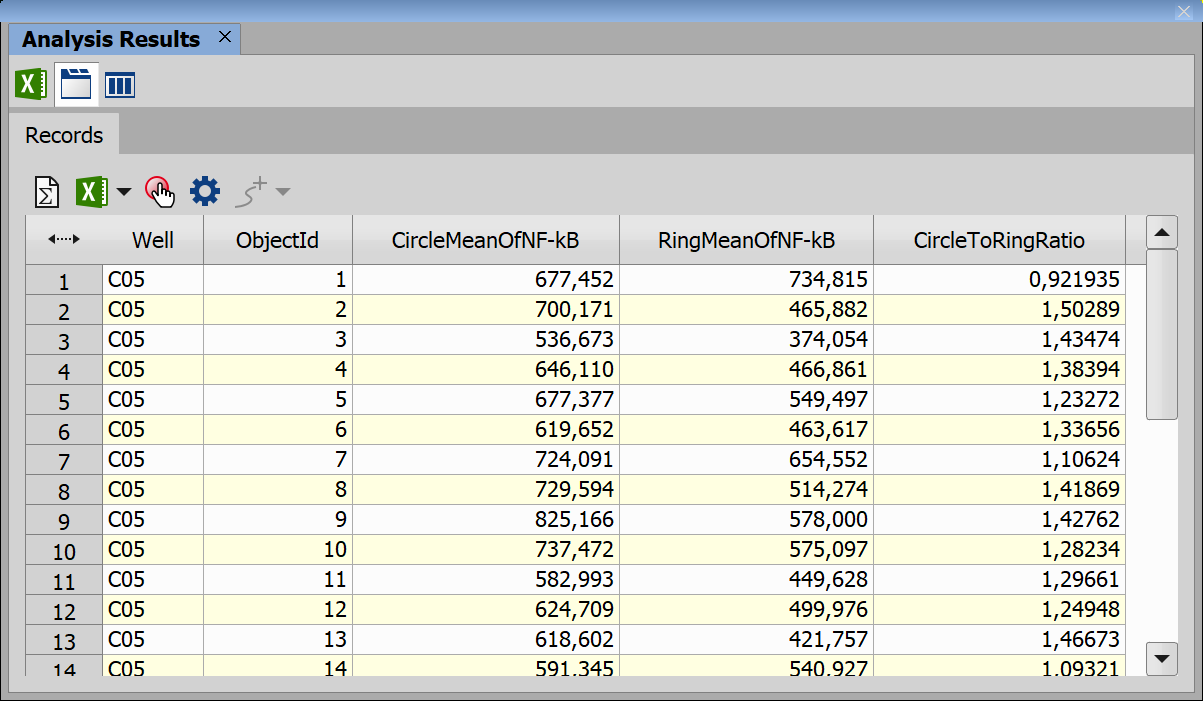 Analysis Results
Records
Well ObjectId CircleMeanOfNF-kB RingMeanOfNF-kB CircleToRingRatio
1 C05 1 677,452 734,815 0,921935
2 C05 2 700,171 465,882 1,50289
3 C05 3 536,673 374,054 1,43474
4 C05 4 646,110 466,861 1,38394
5 C05 5 677,377 549,497 1,23272
6 C05 6 619,652 463,617 1,33656
7 C05 7 724,091 654,552 1,10624
8 C05 8 729,594 514,274 1,41869
9 C05 9 825,166 578,000 1,42762
10 C05 10 737,472 575,097 1,28234
11 C05 11 582,993 449,628 1,29661
12 C05 12 624,709 499,976 1,24948
13 C05 13 618,602 421,757 1,46673
14 C05 14 591,345 540,927 1,09321